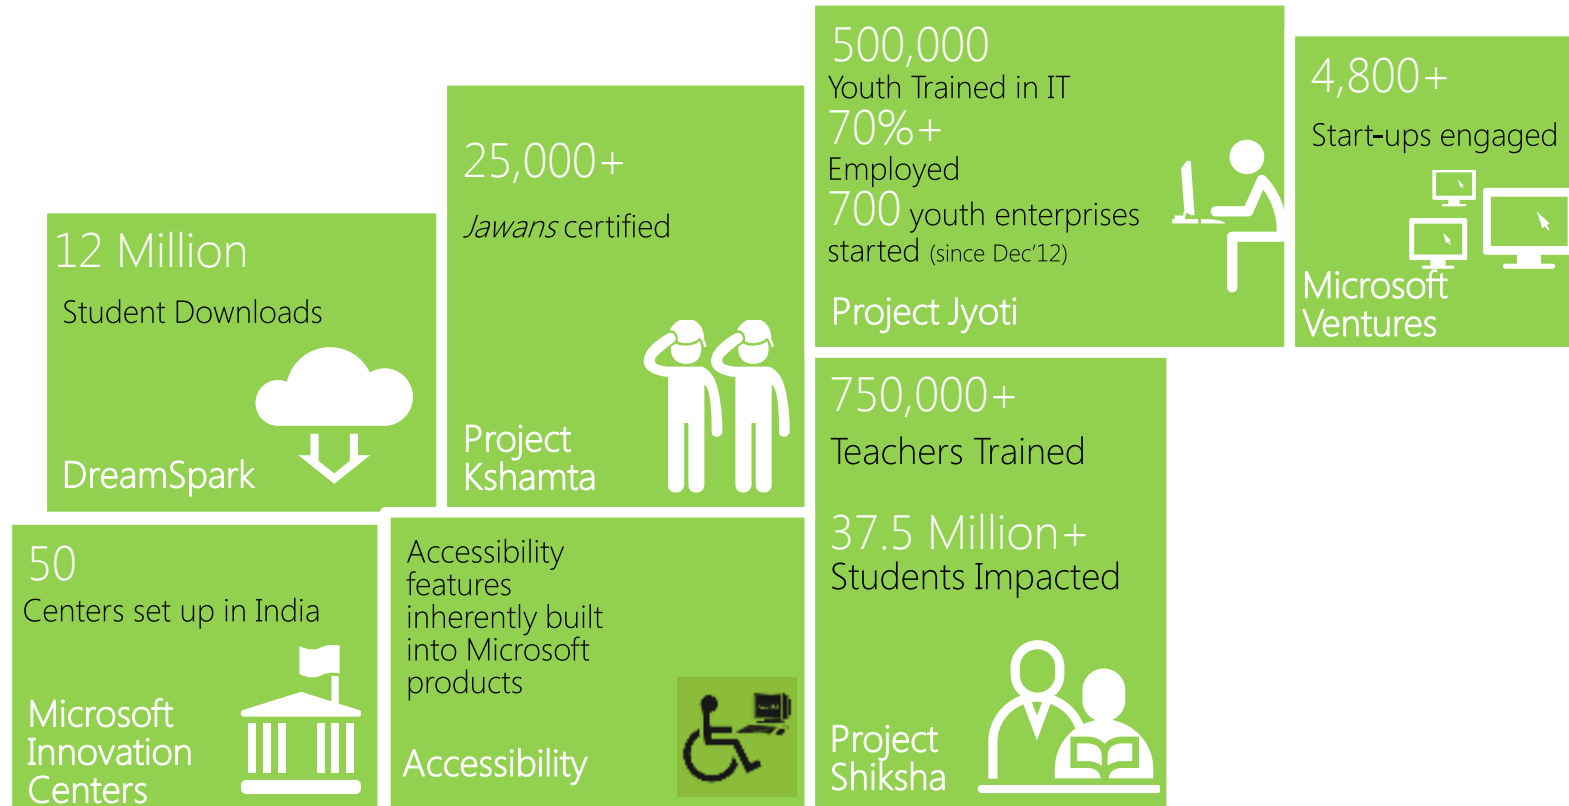 500,000
Youth Trained in IT
70%+
Employed
700 youth enterprises
started (since Dec'12)
Project Jyoti
4,800+
Start-ups engaged
Microsoft
Ventures
25,000+
Jawans certified
Project
Kshamta
12 Million
Student Downloads
DreamSpark
750,000+
Teachers Trained
37.5 Million+
Students Impacted
Project
Shiksha
50
Centers set up in India
Microsoft
Innovation
Centers
Accessibility
features
inherently built
into Microsoft
products
Accessibility